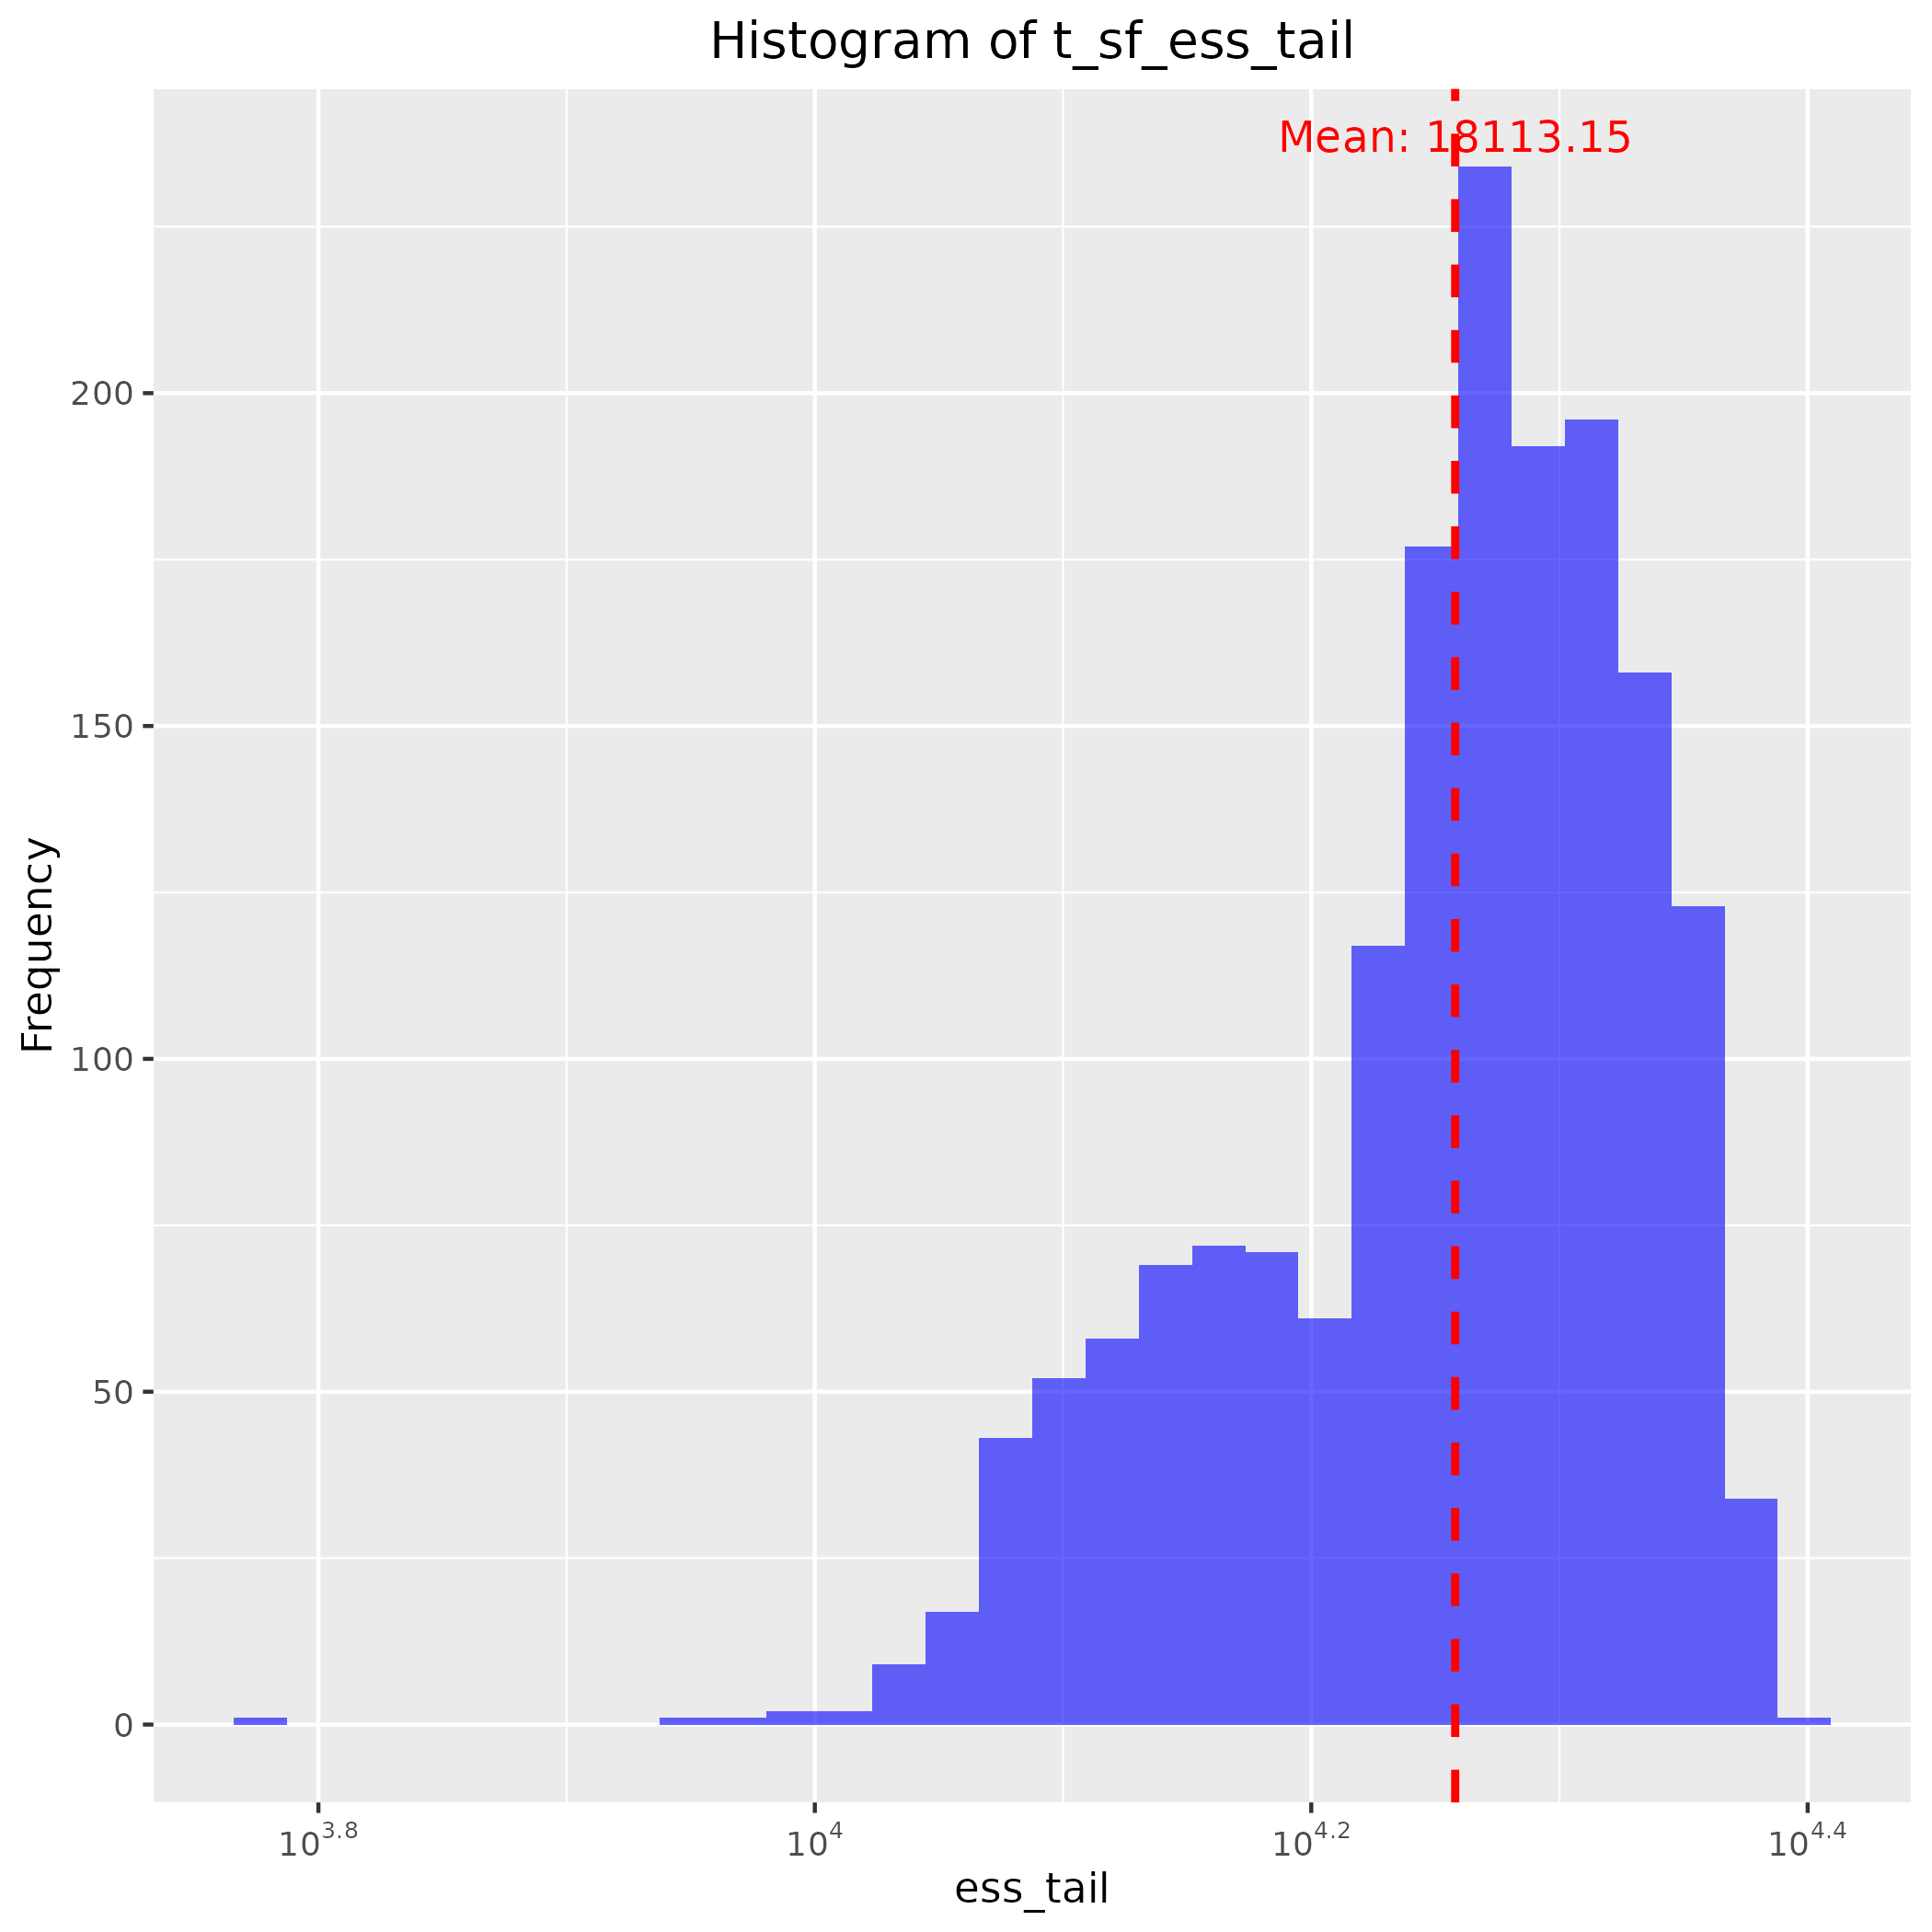 Histogram of t_sf_ess_tail
Mean: 18113.15
Frequency
200
150
100
50
0
10^3.8 10^4 10^4.2 10^4.4
ess_tail